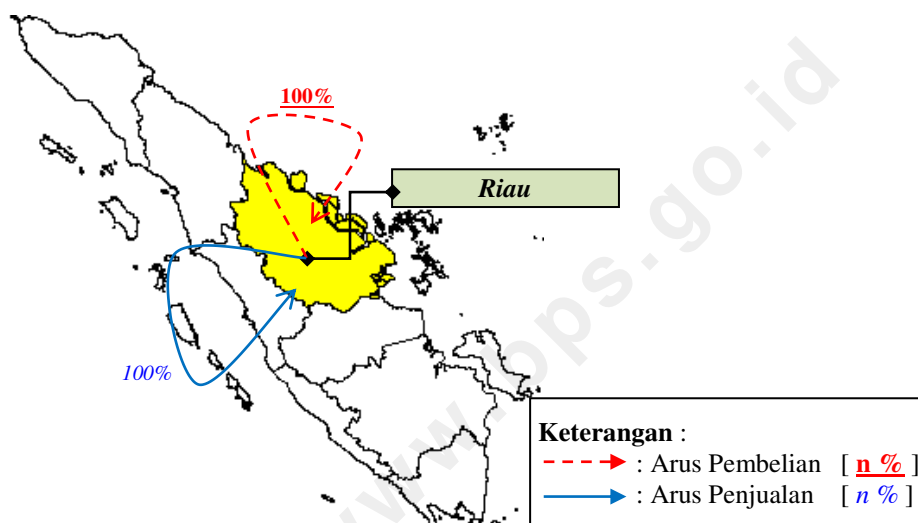 100%
Riau
100%
Keterangan :
: Arus Pembelian [ n % ]
: Arus Penjualan [ n % ]
www.bps.go.id